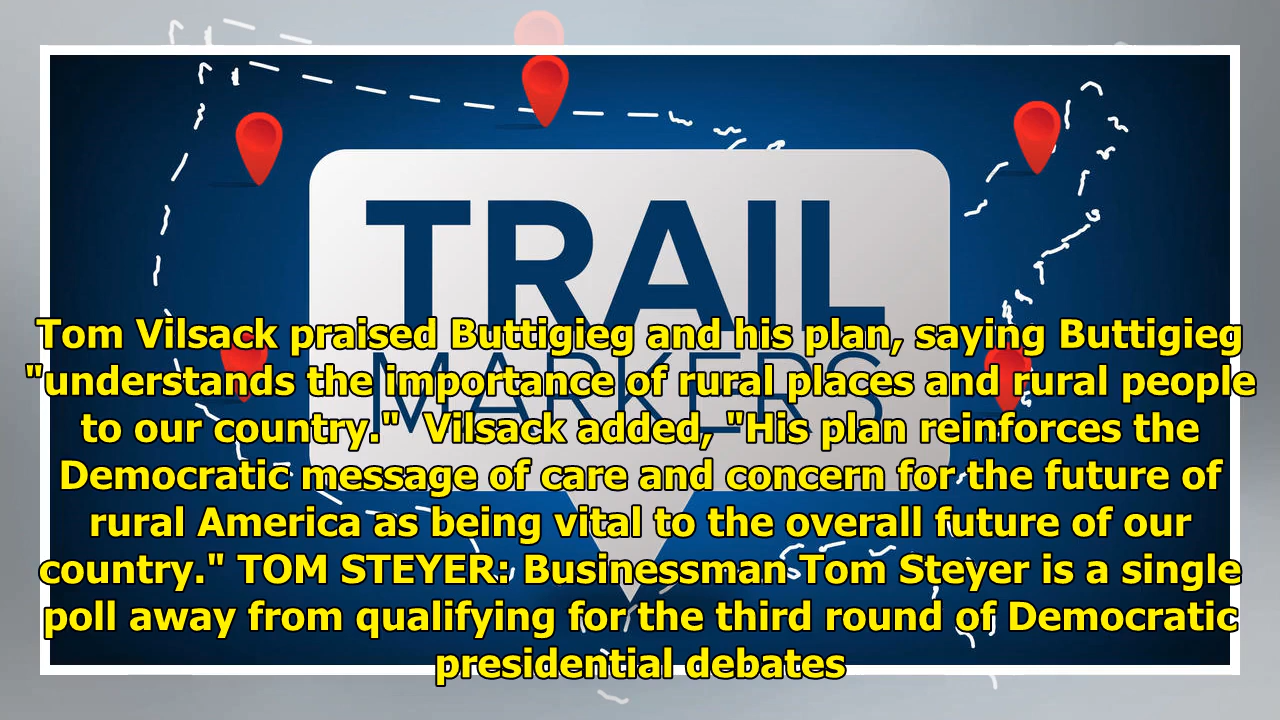 TRAIL
MARKERS
Tom Vilsack praised Buttigieg and his plan, saying Buttigieg
"understands the importance of rural places and rural people
to our country."  Vilsack added, "His plan reinforces the
Democratic message of care and concern for the future of
rural America as being vital to the overall future of our
country." TOM STEYER: Businessman Tom Steyer is a single
poll away from qualifying for the third round of Democratic
presidential debates